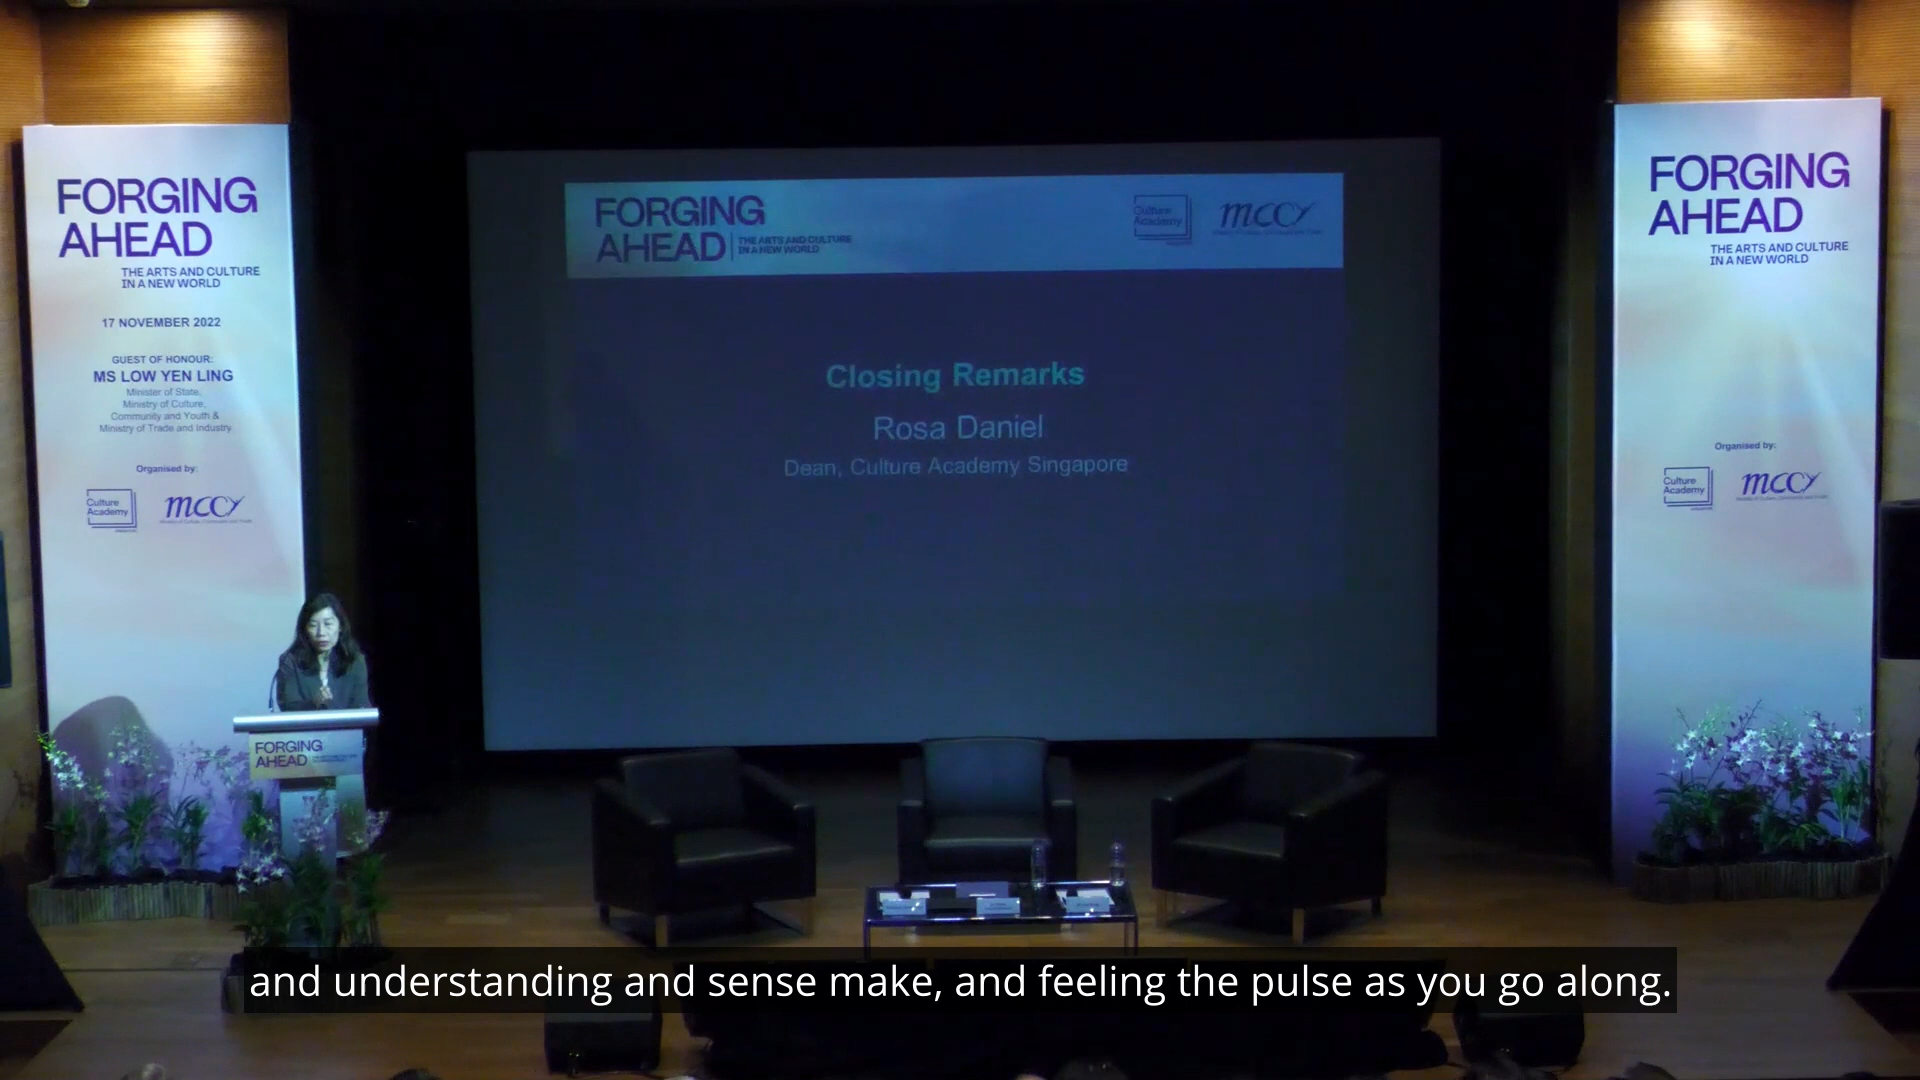 FORGING
AHEAD
THE ARTS AND CULTURE
IN A NEW WORLD
17 NOVEMBER 2022
GUEST OF HONOUR:
MS LOW YEN LING
Minister of State,
Ministry of Culture,
Community and Youth &
Ministry of Trade and Industry
Organised by:
Culture
Academy
mccy
FORGING
AHEAD
THE ARTS AND CULTURE
IN A NEW WORLD
Culture
Academy
mccy
Closing Remarks
Rosa Daniel
Dean, Culture Academy Singapore
FORGING
AHEAD
THE ARTS AND CULTURE
IN A NEW WORLD
Organised by:
Culture
Academy
mccy
FORGING
AHEAD
and understanding and sense make, and feeling the pulse as you go along.